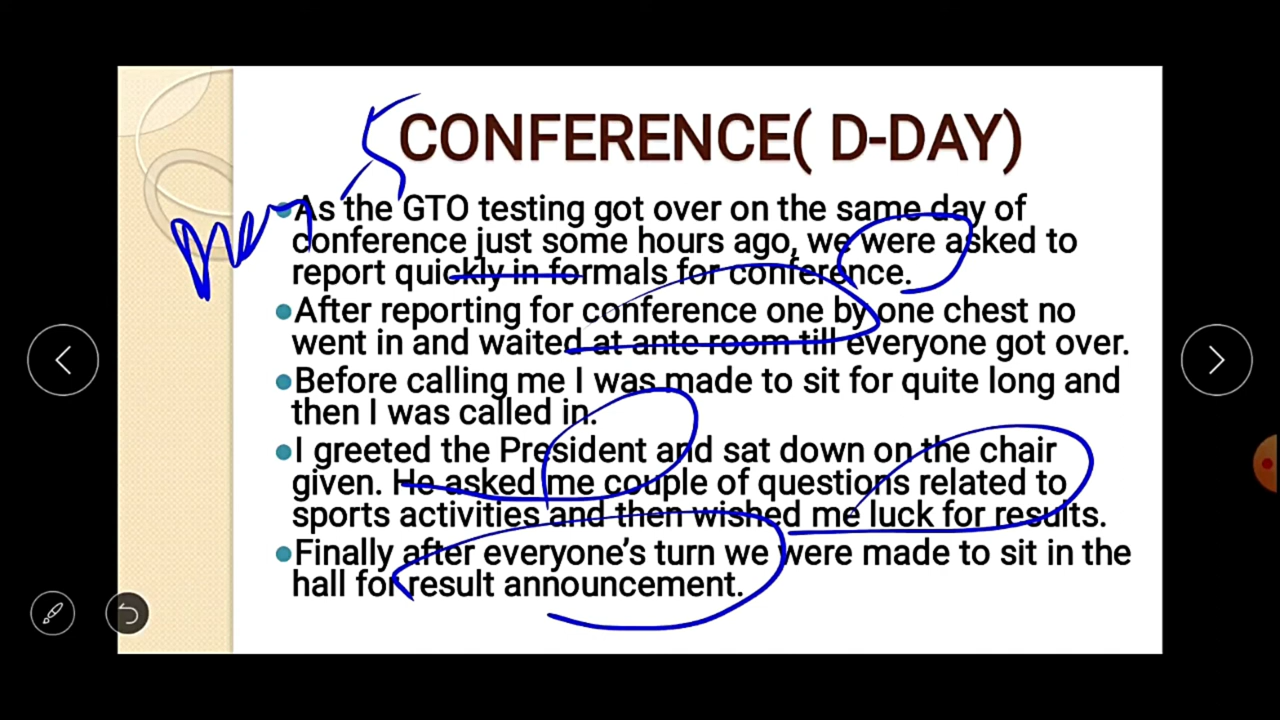 CONFERENCE( D-DAY)
As the GTO testing got over on the same day of
conference just some hours ago, we were asked to
report quickly in formals for conference.
After reporting for conference one by one chest no
went in and waited at ante room till everyone got over.
Before calling me I was made to sit for quite long and
then I was called in.
I greeted the President and sat down on the chair
given. He asked me couple of questions related to
sports activities and then wished me luck for results.
Finally after everyone’s turn we were made to sit in the
hall for result announcement.